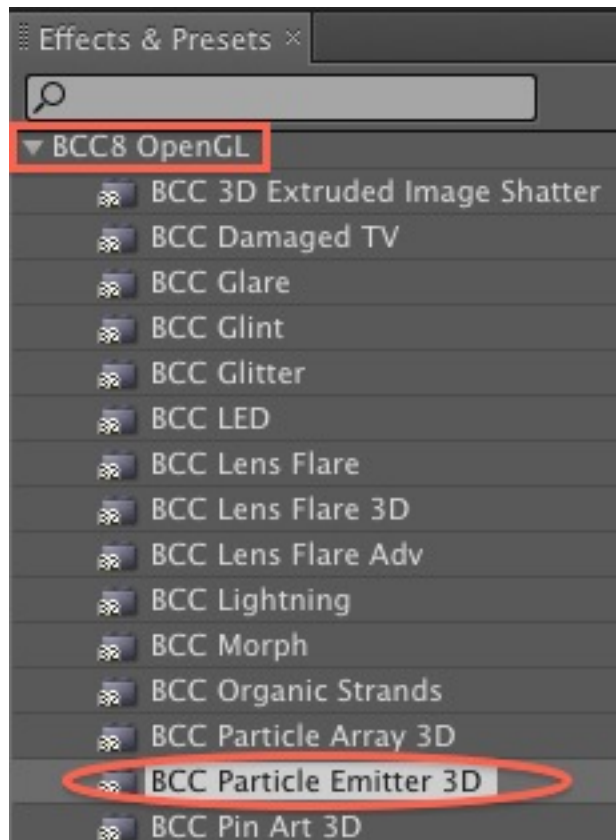 Effects & Presets ×
BCC8 OpenGL
BCC 3D Extruded Image Shatter
BCC Damaged TV
BCC Glare
BCC Glint
BCC Glitter
BCC LED
BCC Lens Flare
BCC Lens Flare 3D
BCC Lens Flare Adv
BCC Lightning
BCC Morph
BCC Organic Strands
BCC Particle Array 3D
BCC Particle Emitter 3D
BCC Pin Art 3D